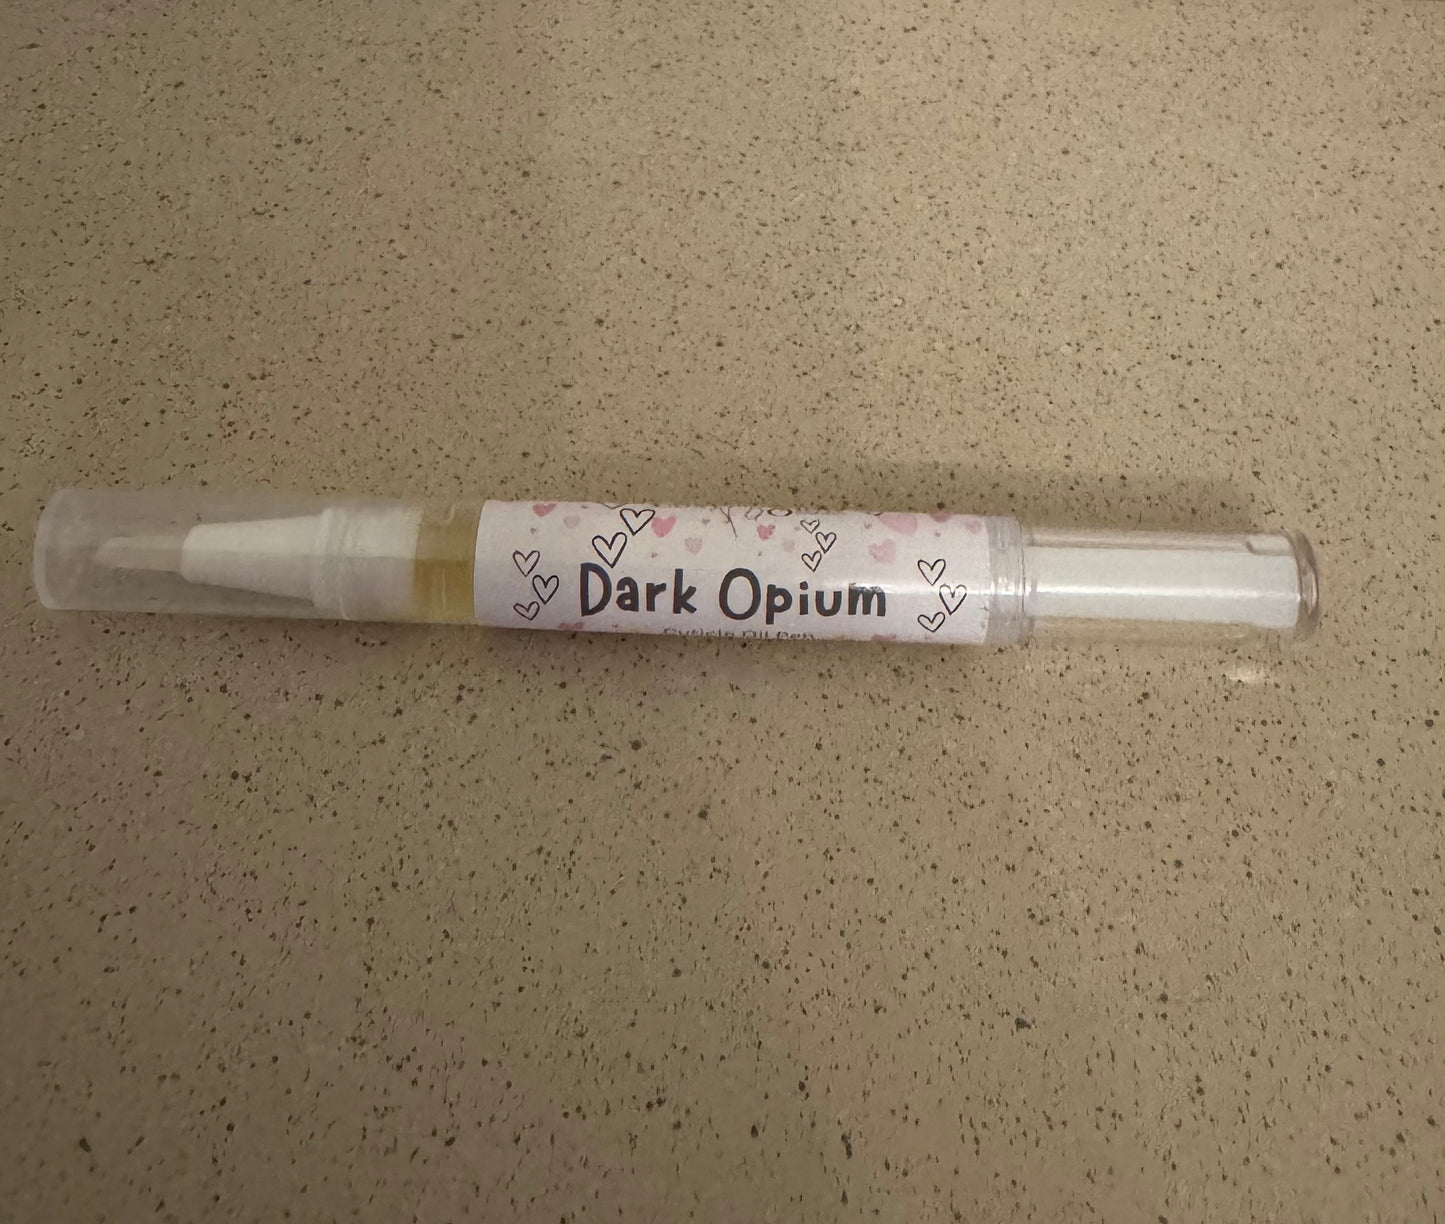 Dark Opium
Cuticle Oil Pen